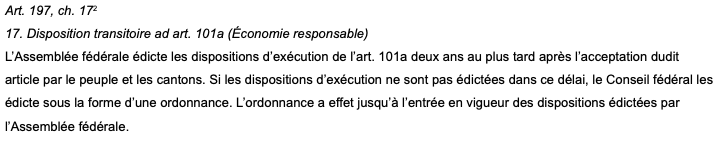 Art. 197, ch. 17²
17. Disposition transitoire ad art. 101a (Économie responsable)
L’Assemblée fédérale édicte les dispositions d’exécution de l’art. 101a deux ans au plus tard après l’acceptation dudit
article par le peuple et les cantons. Si les dispositions d’exécution ne sont pas édictées dans ce délai, le Conseil fédéral les
édicte sous la forme d’une ordonnance. L’ordonnance a effet jusqu’à l’entrée en vigueur des dispositions édictées par
l’Assemblée fédérale.